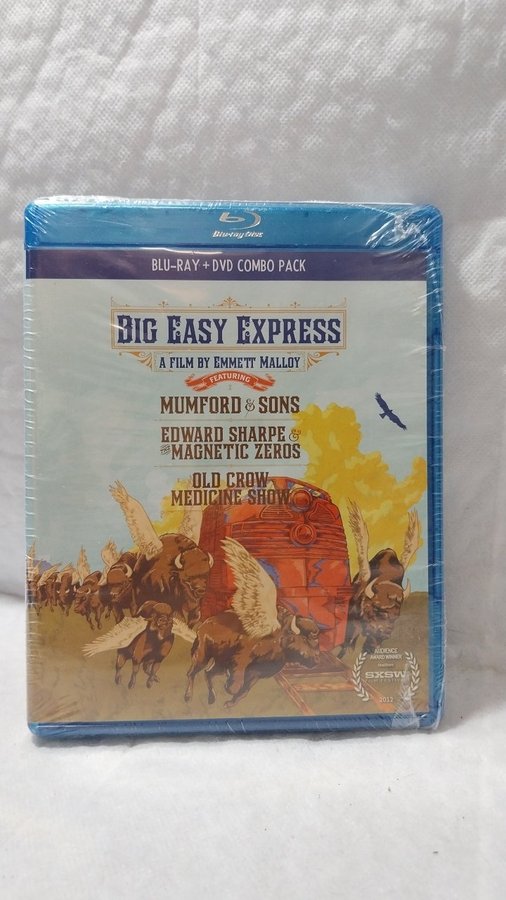 Blu-ray Disc
BLU-RAY + DVD COMBO PACK
BIG EASY EXPRESS
A FILM BY EMMETT MALLOY
FEATURING
MUMFORD & SONS
EDWARD SHARPE &
THE MAGNETIC ZEROS
OLD CROW
MEDICINE SHOW
AUDIENCE
AWARD WINNER
SXSW
2012